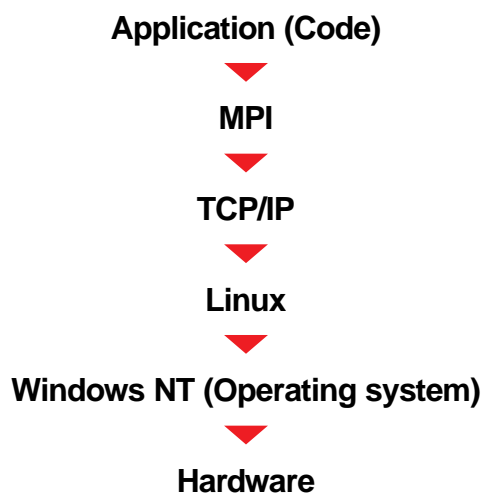 Application (Code)
MPI
TCP/IP
Linux
Windows NT (Operating system)
Hardware